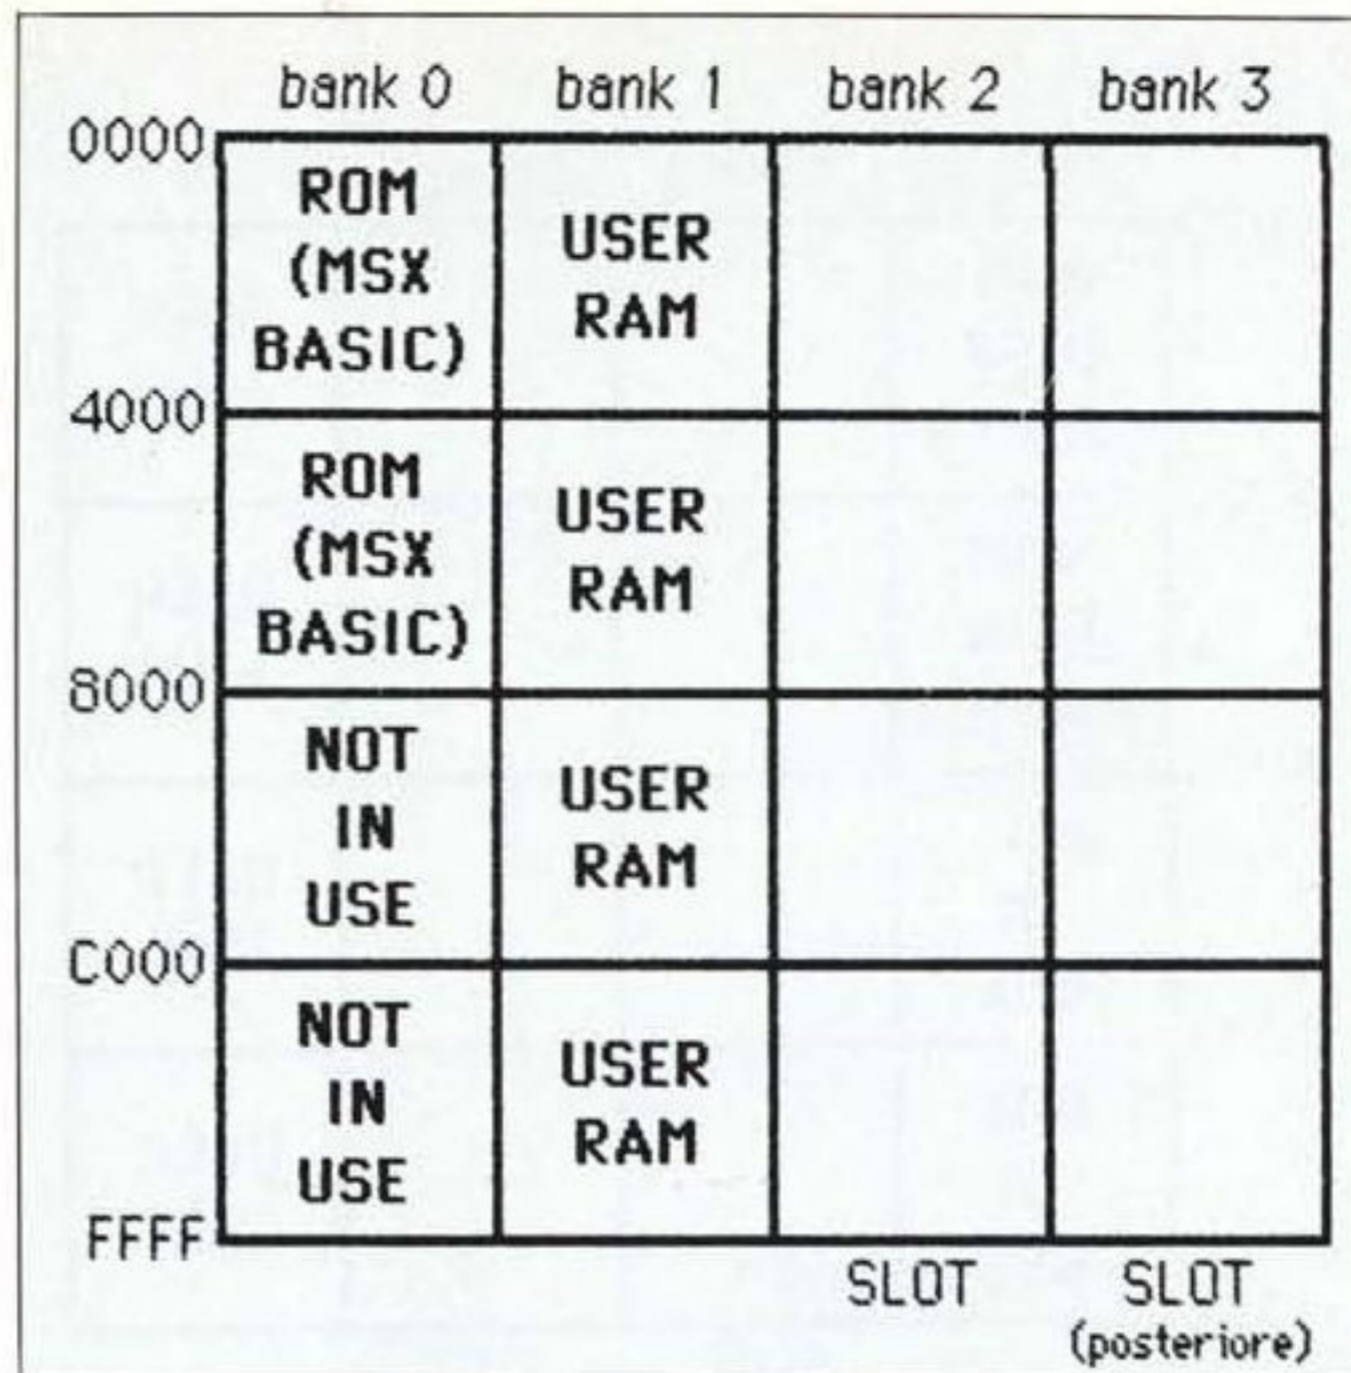 bank 0 bank 1 bank 2 bank 3
0000
ROM
(MSX
BASIC)
USER
RAM
4000
ROM
(MSX
BASIC)
USER
RAM
8000
NOT
IN
USE
USER
RAM
C000
NOT
IN
USE
USER
RAM
FFFF
SLOT SLOT
(posteriore)